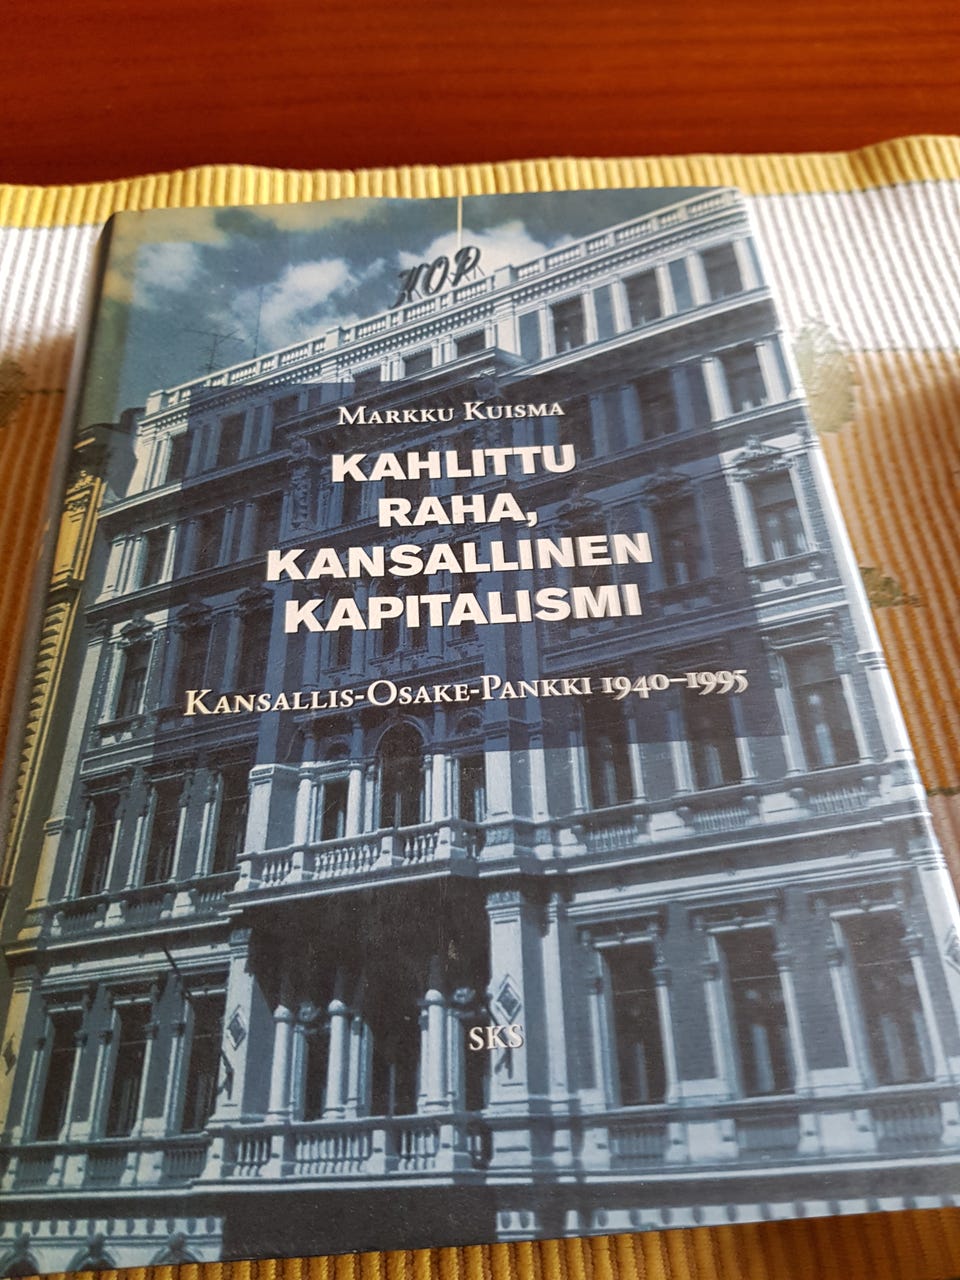 KOP
MARKKU KUISMA
KAHLITTU
RAHA,
KANSALLINEN
KAPITALISMI
KANSALLIS-OSAKE-PANKKI 1940–1995
SKS